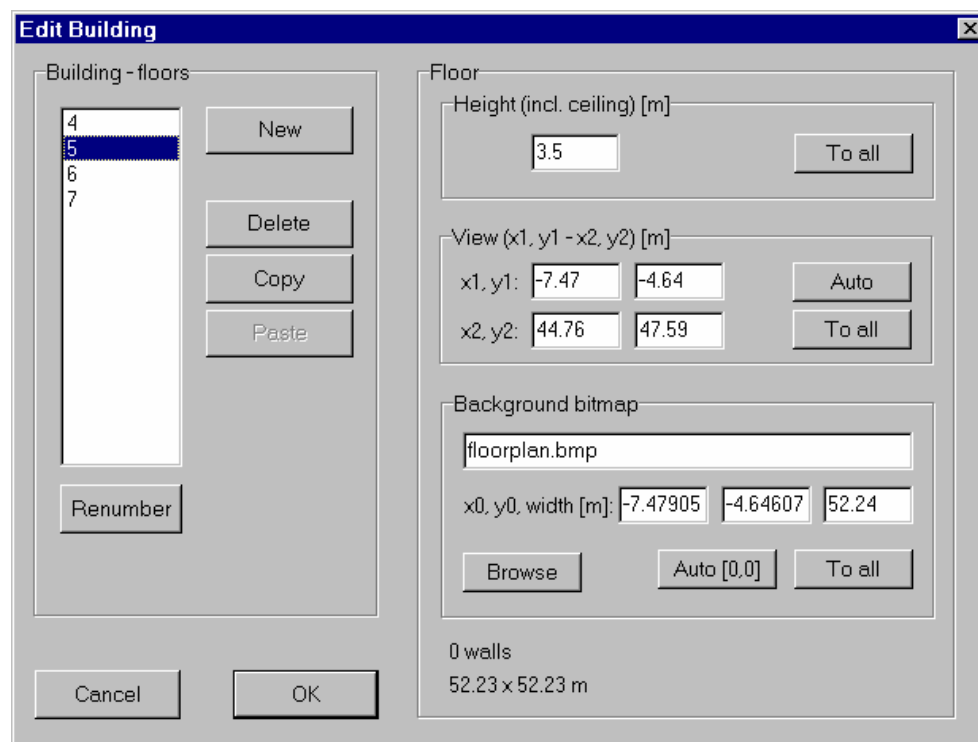 Edit Building
Building - floors
4
5
6
7
New
Delete
Copy
Paste
Renumber
Cancel
OK
Floor
Height (incl. ceiling) [m]
3.5
To all
View (x1, y1 - x2, y2) [m]
x1, y1: -7.47 -4.64 Auto
x2, y2: 44.76 47.59 To all
Background bitmap
floorplan.bmp
x0, y0, width [m]: -7.47905 -4.64607 52.24
Browse Auto [0,0] To all
0 walls
52.23 x 52.23 m